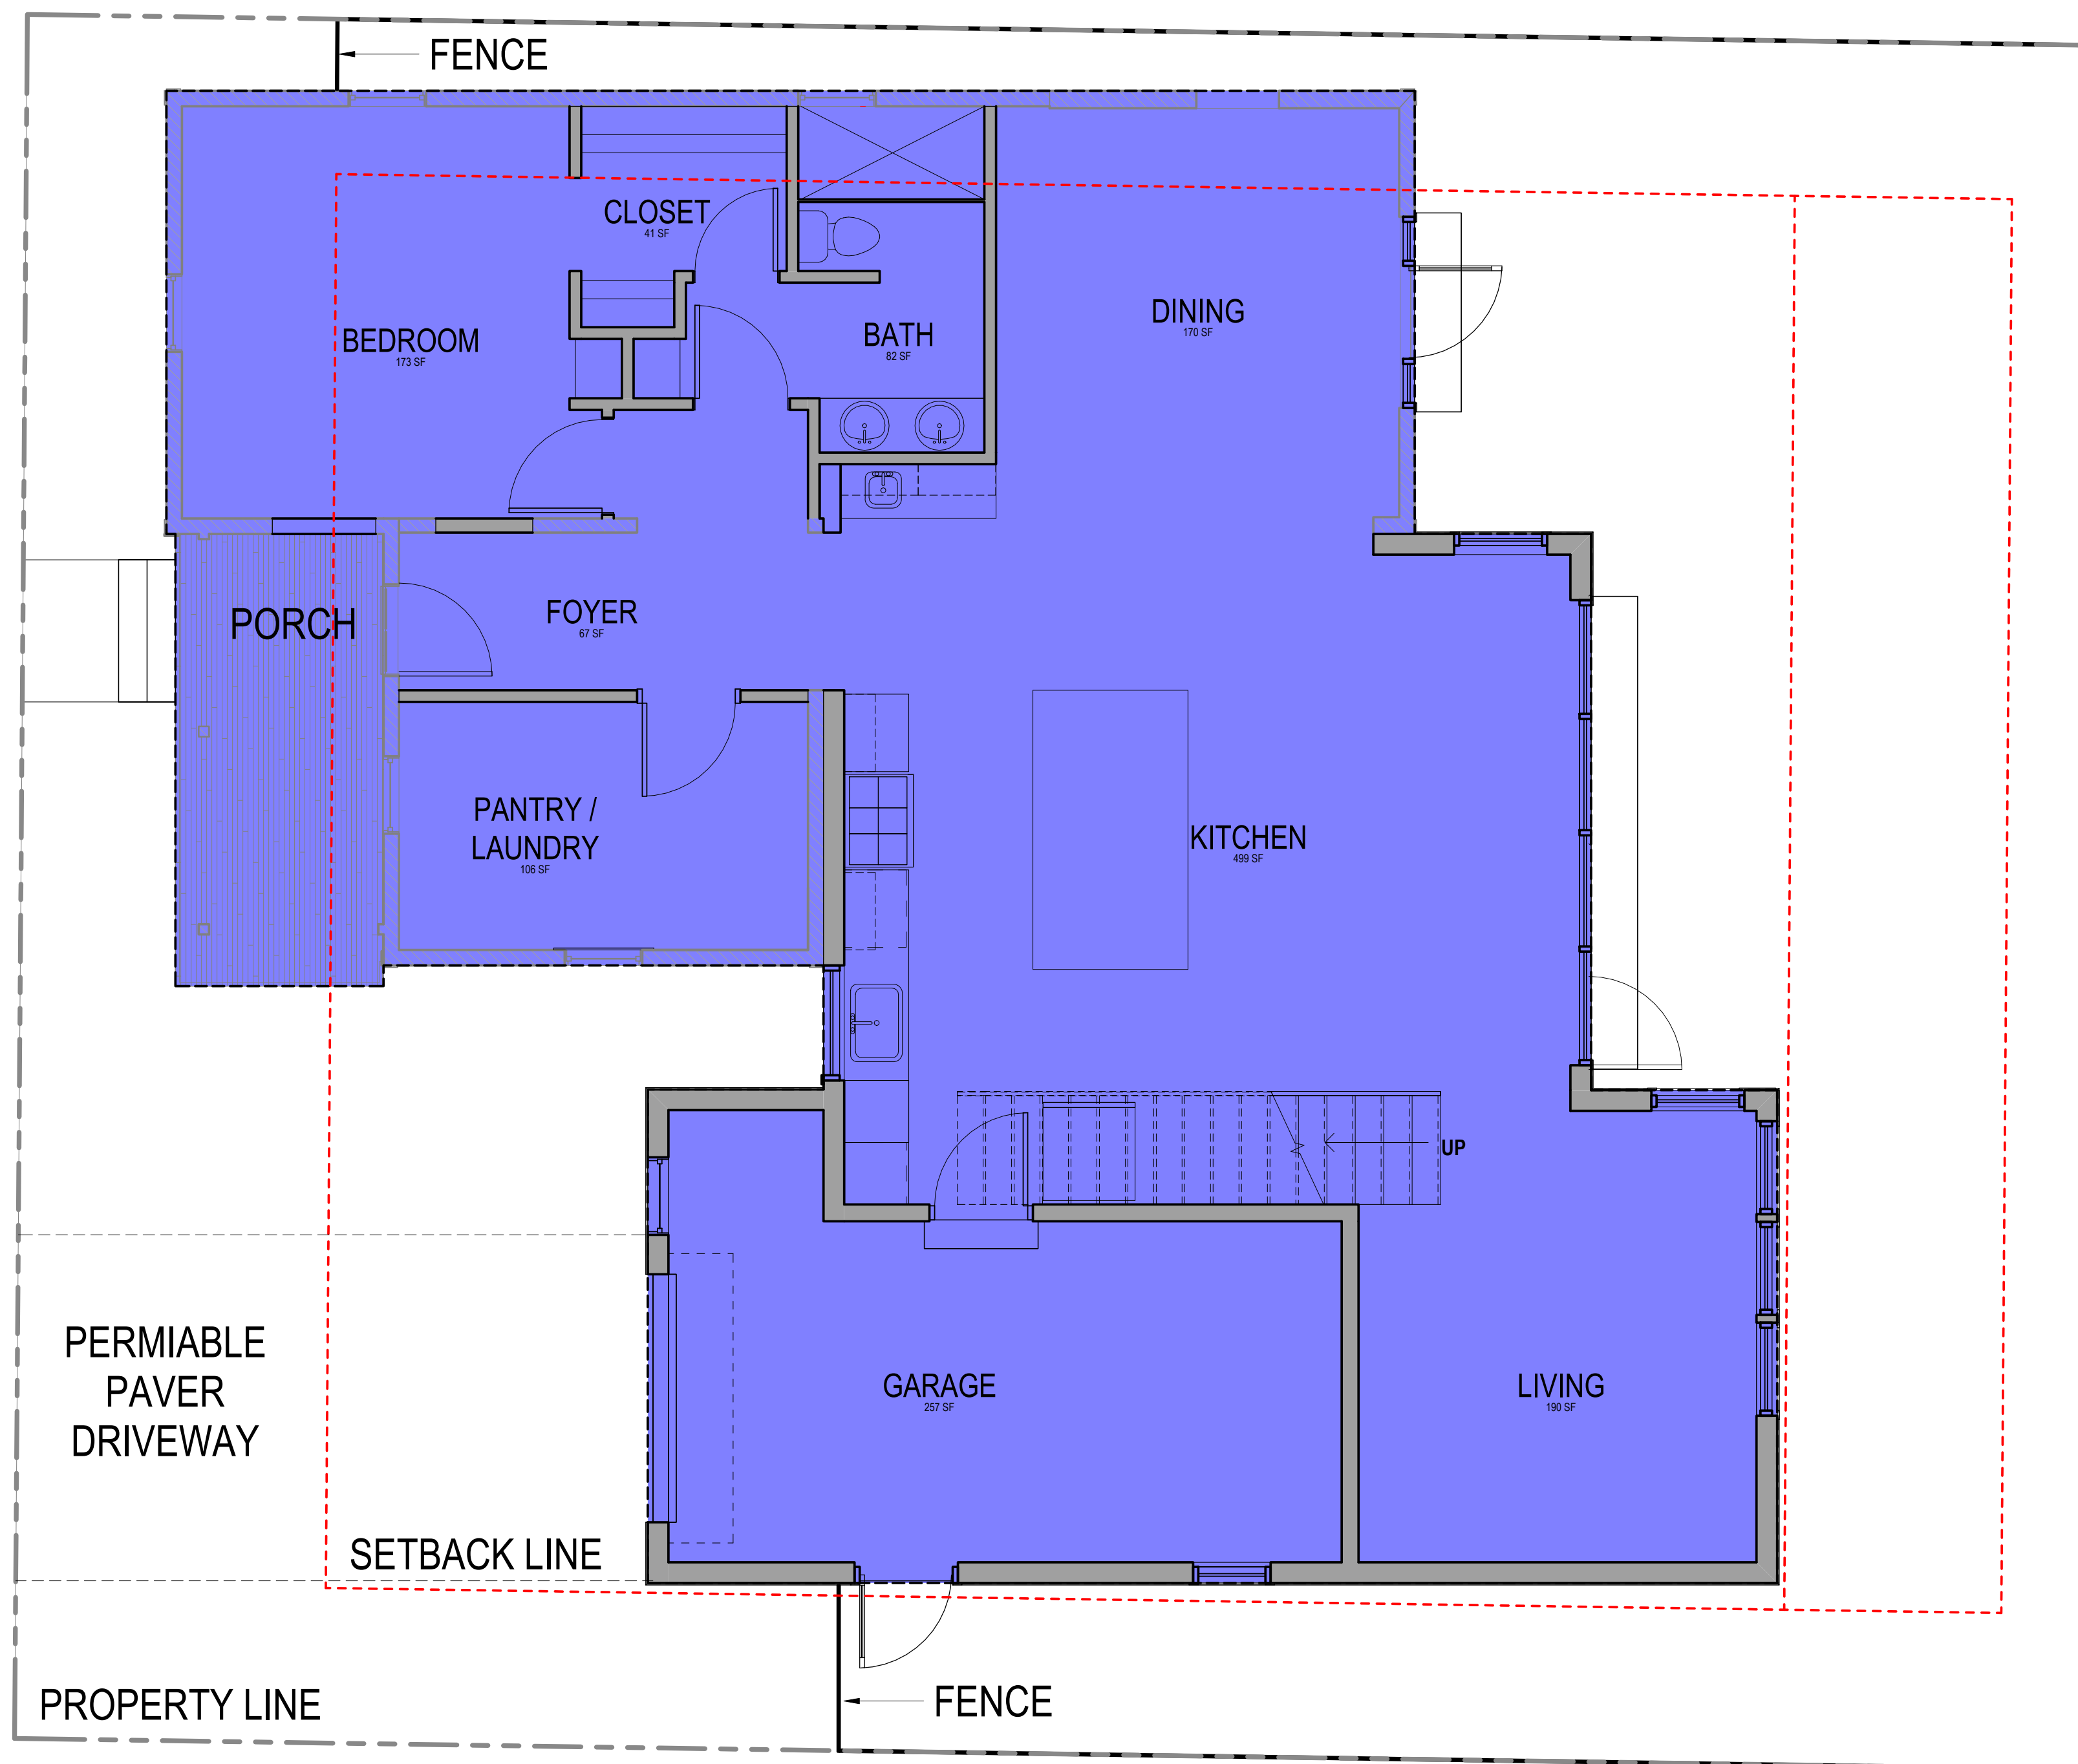 FENCE
CLOSET
41 SF
BEDROOM
173 SF
BATH
82 SF
DINING
170 SF
PORCH
FOYER
67 SF
PANTRY /
LAUNDRY
106 SF
KITCHEN
499 SF
UP
PERMIABLE
PAVER
DRIVEWAY
GARAGE
257 SF
LIVING
190 SF
SETBACK LINE
PROPERTY LINE
FENCE